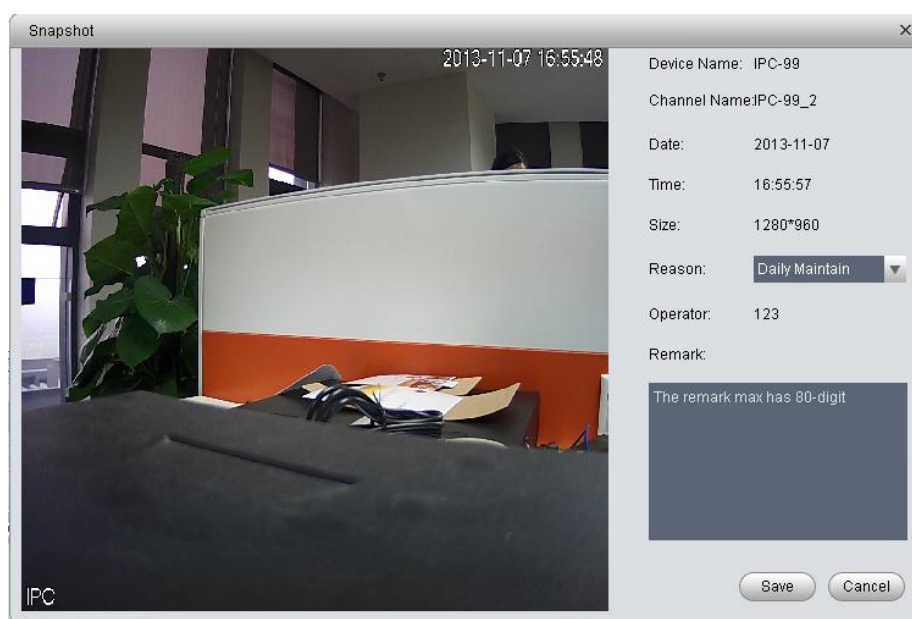 Snapshot
2013-11-07 16:55:48
IPC
Device Name: IPC-99
Channel Name:IPC-99_2
Date: 2013-11-07
Time: 16:55:57
Size: 1280*960
Reason: Daily Maintain
Operator: 123
Remark:
The remark max has 80-digit
Save Cancel